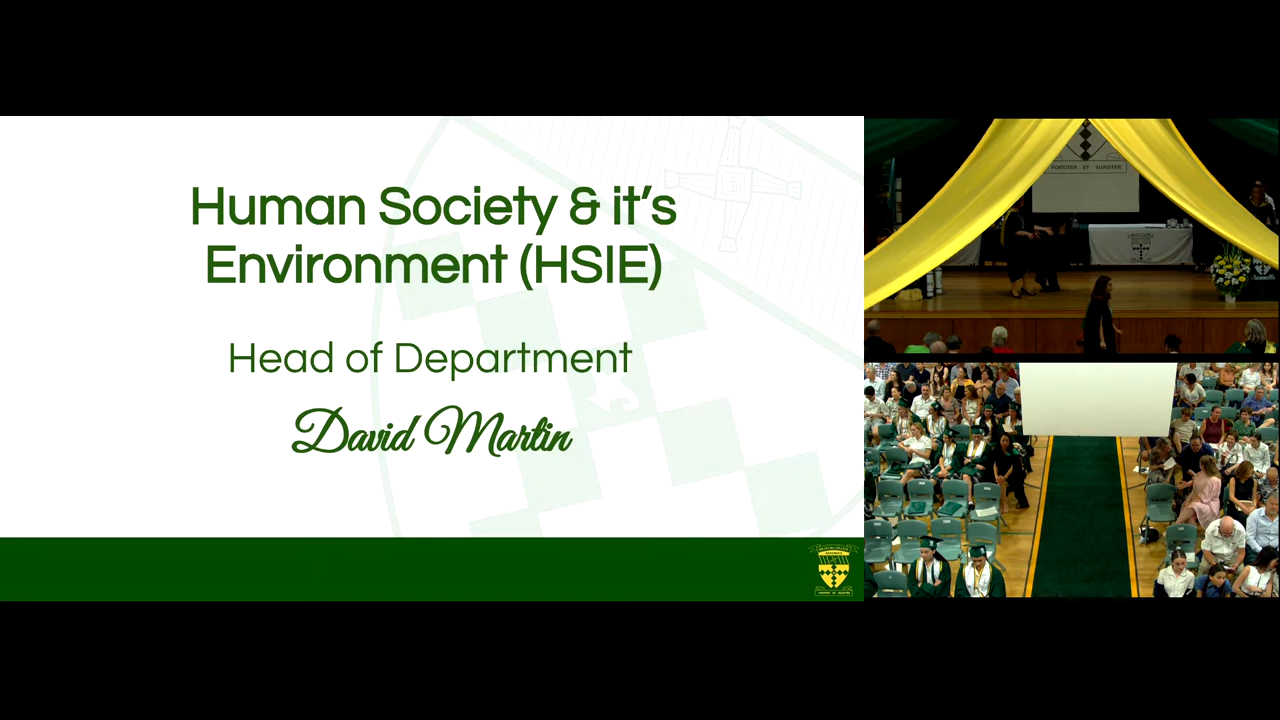 Human Society & it’s
Environment (HSIE)
Head of Department
David Martin
FORTITER ET SUAVITER